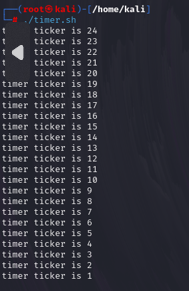 (root㉿kali)-[/home/kali]
# ./timer.sh
timer ticker is 24
ticker is 23
ticker is 22
ticker is 21
ticker is 20
timer ticker is 19
timer ticker is 18
timer ticker is 17
timer ticker is 16
timer ticker is 15
timer ticker is 14
timer ticker is 13
timer ticker is 12
timer ticker is 11
timer ticker is 10
timer ticker is 9
timer ticker is 8
timer ticker is 7
timer ticker is 6
timer ticker is 5
timer ticker is 4
timer ticker is 3
timer ticker is 2
timer ticker is 1